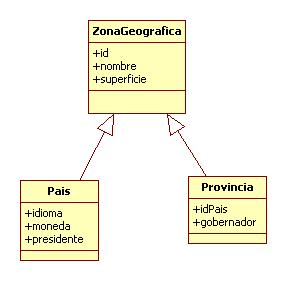 ZonaGeografica
+id
+nombre
+superficie
Pais
+idioma
+moneda
+presidente
Provincia
+idPais
+gobernador